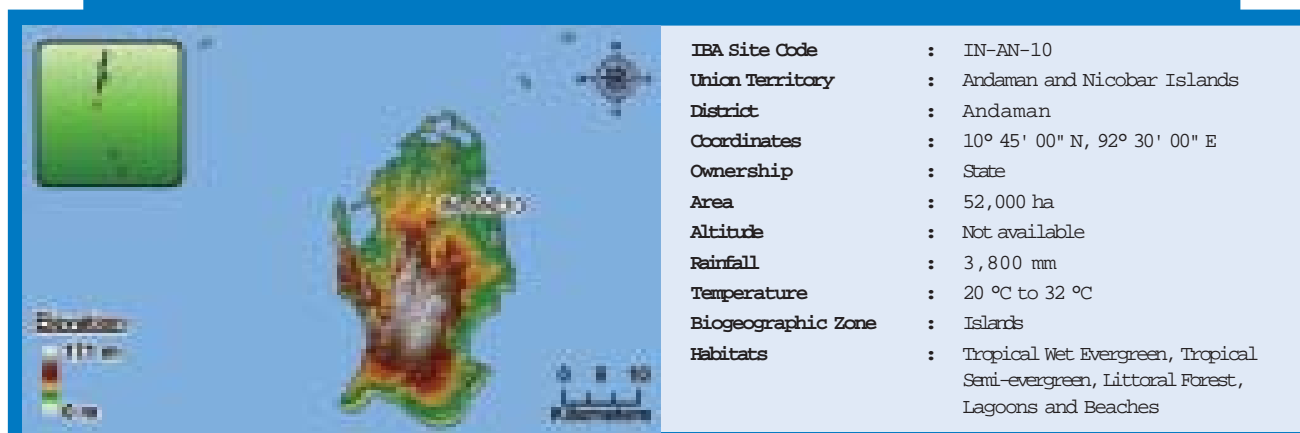 IBA Site Code : IN-AN-10
Union Territory : Andaman and Nicobar Islands
District : Andaman
Coordinates : 10° 45' 00" N, 92° 30' 00" E
Ownership : State
Area : 52,000 ha
Altitude : Not available
Rainfall : 3,800 mm
Temperature : 20 °C to 32 °C
Biogeographic Zone : Islands
Habitats : Tropical Wet Evergreen, Tropical
Semi-evergreen, Littoral Forest,
Lagoons and Beaches
Elevation
0 m
Kilometers